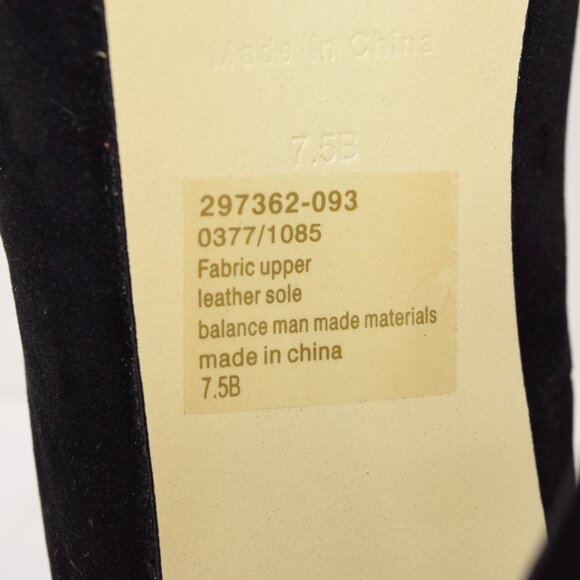 Made in China
7.5B
297362-093
0377/1085
Fabric upper
leather sole
balance man made materials
made in china
7.5B